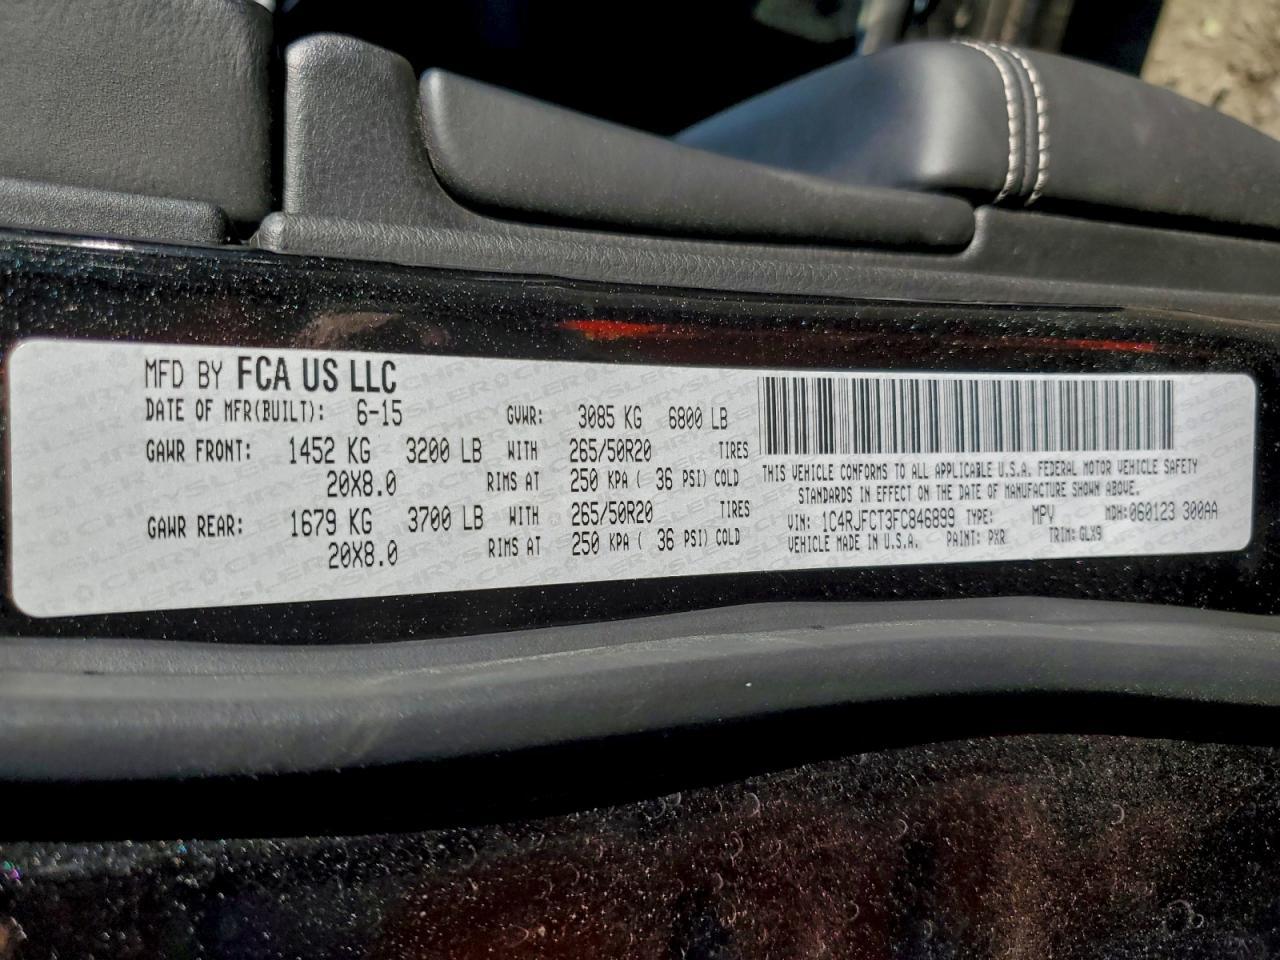 MFD BY FCA US LLC
DATE OF MFR(BUILT): 6-15 GVWR: 3085 KG 6800 LB
GAWR FRONT: 1452 KG 3200 LB WITH 265/50R20 TIRES
20X8.0 RIMS AT 250 KPA ( 36 PSI) COLD
GAWR REAR: 1679 KG 3700 LB WITH 265/50R20 TIRES
20X8.0 RIMS AT 250 KPA ( 36 PSI) COLD
THIS VEHICLE CONFORMS TO ALL APPLICABLE U.S.A. FEDERAL MOTOR VEHICLE SAFETY
STANDARDS IN EFFECT ON THE DATE OF MANUFACTURE SHOWN ABOVE.
VIN: 1C4RJFCT3FC846899 TYPE: MPV MDH:060123 300AA
VEHICLE MADE IN U.S.A. PAINT: PXR TRIM:GLX9